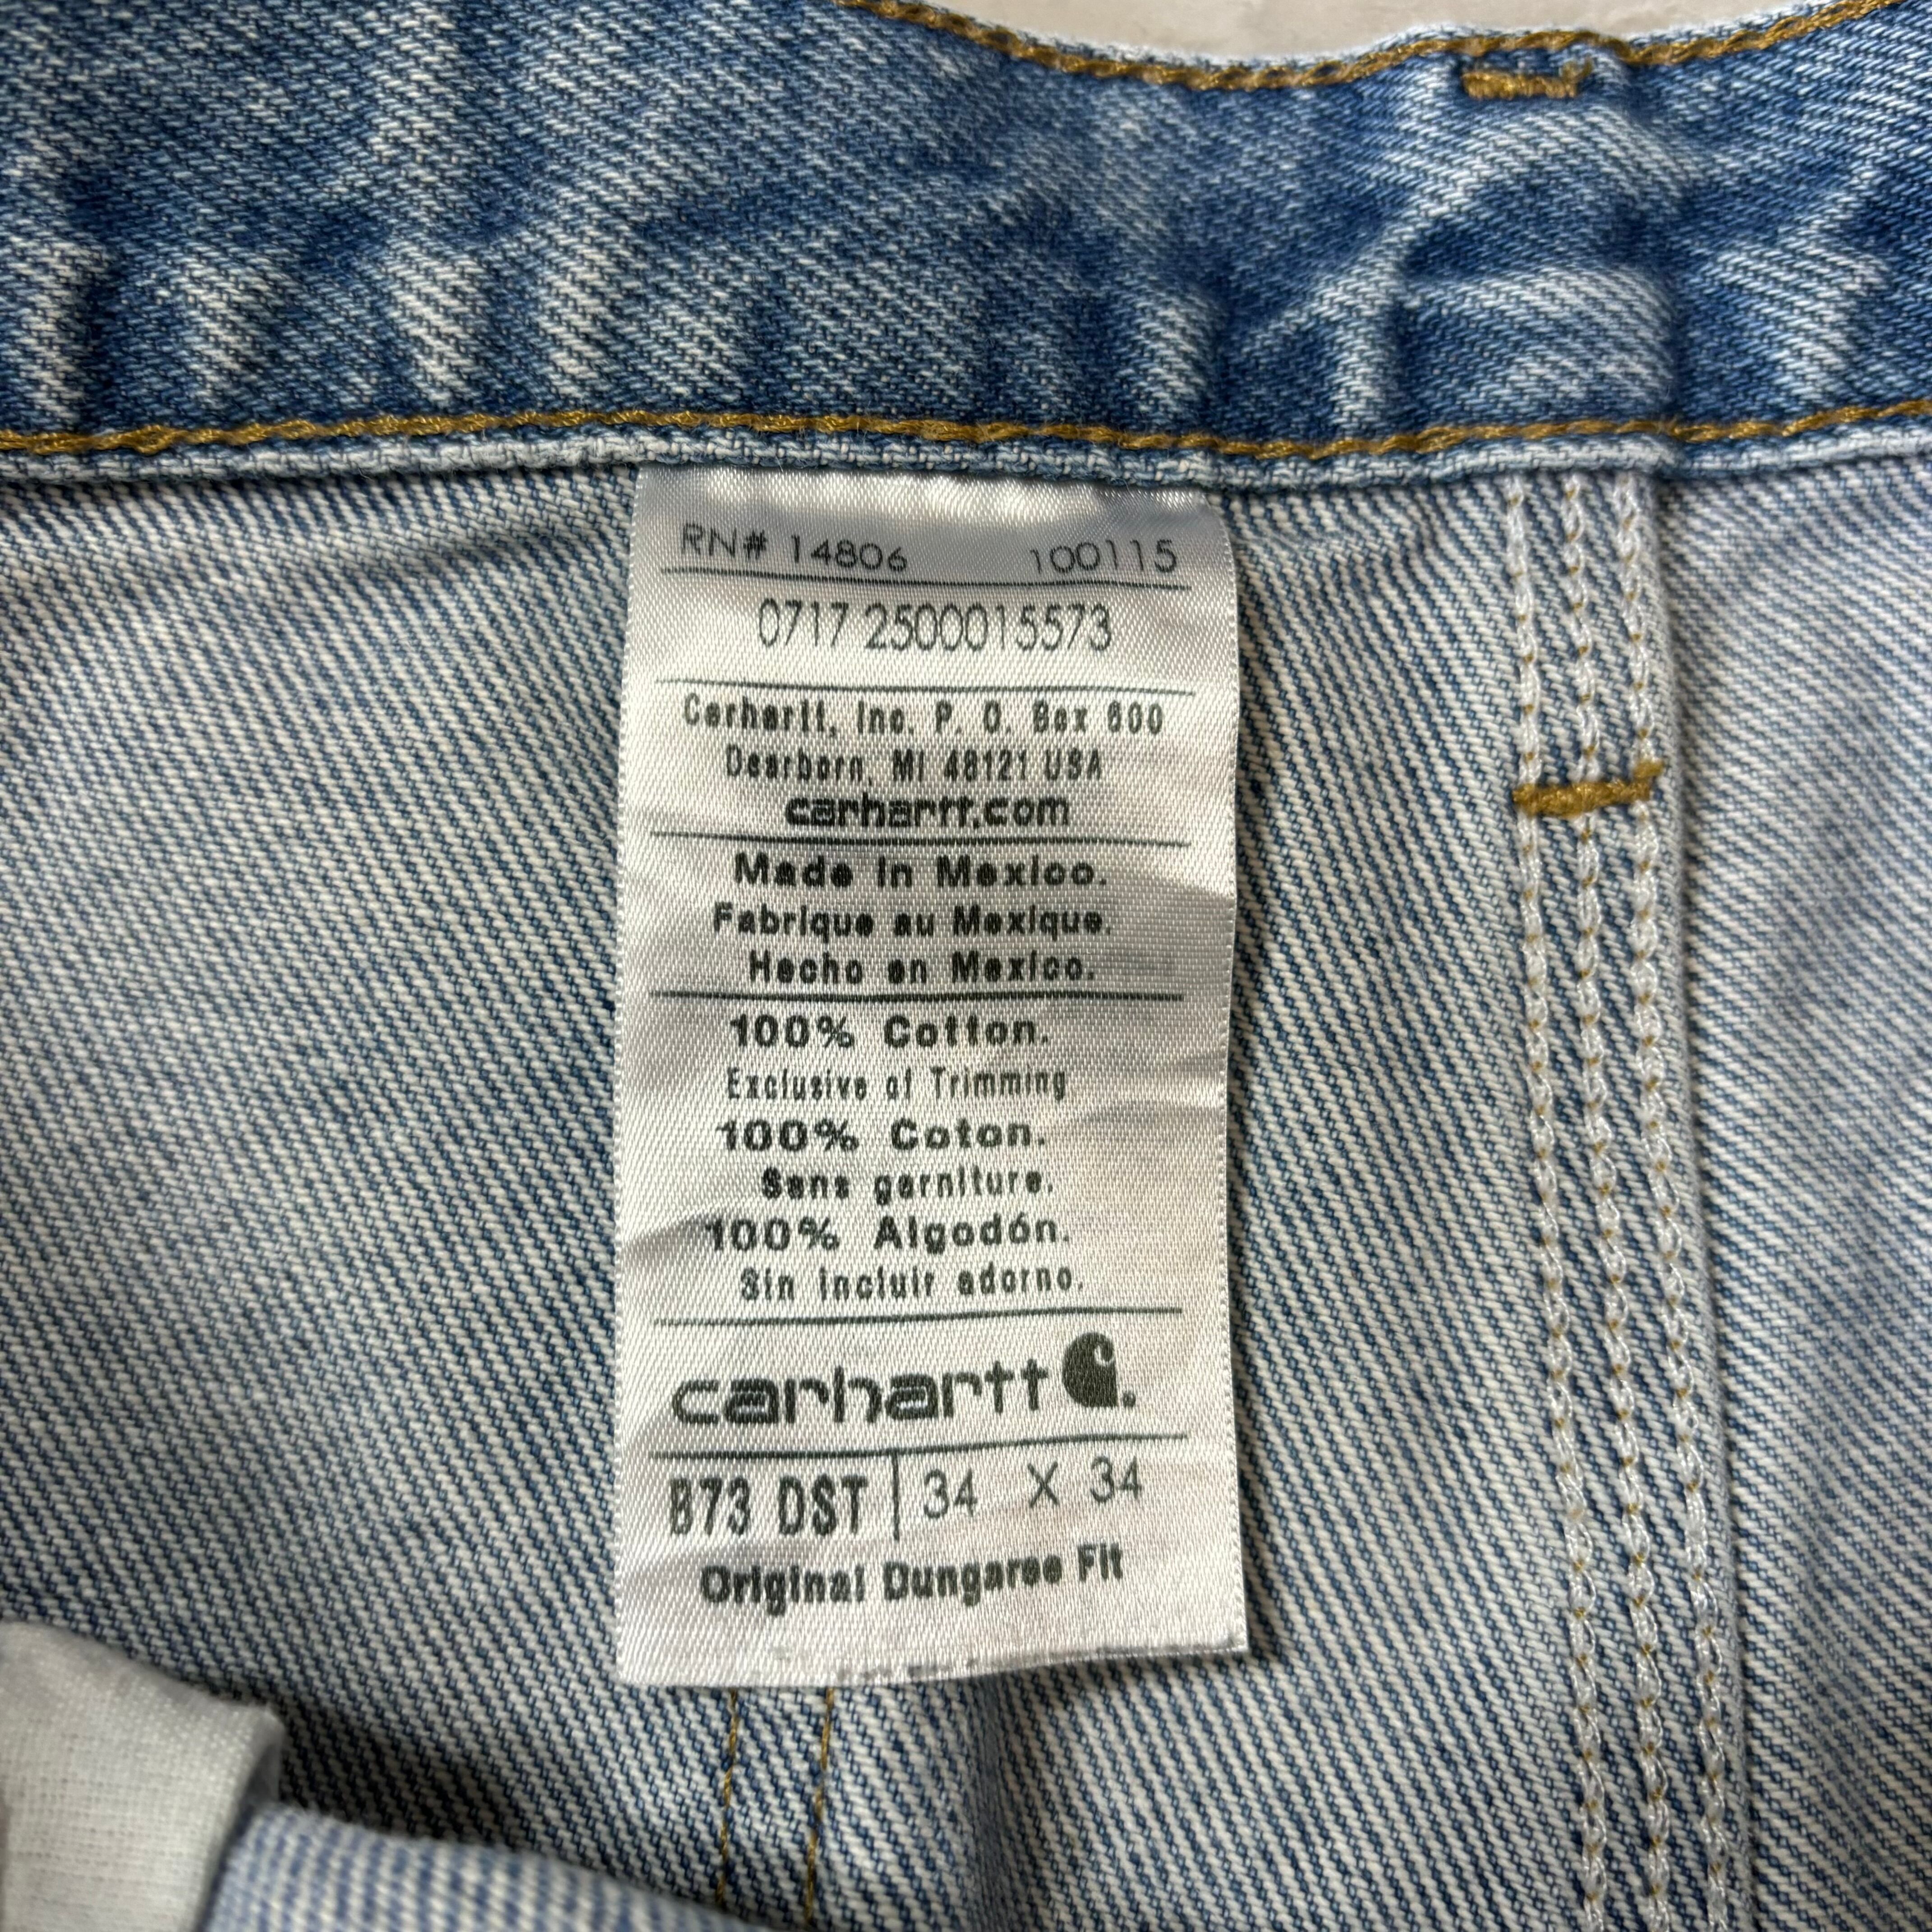 RN# 14806 100115
0717 2500015573
Carhartt, Inc. P. O. Box 600
Dearborn, MI 48121 USA
carhartt.com
Made in Mexico.
Fabrique au Mexique.
Hecho en Mexico.
100% Cotton.
Exclusive of Trimming
100% Coton.
Sans garniture.
100% Algodón.
Sin incluir adorno.
carhartt
B73 DST | 34 X 34
Original Dungaree Fit